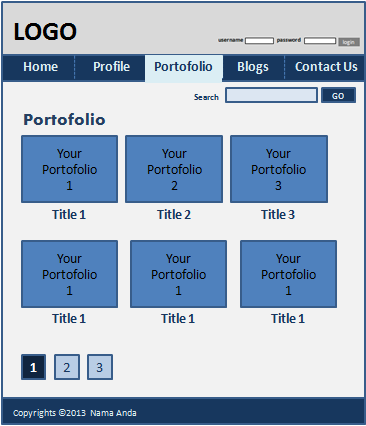 LOGO
username password login
Home Profile Portofolio Blogs Contact Us
Search GO
Portofolio
Your Your Your
Portofolio Portofolio Portofolio
1 2 3
Title 1 Title 2 Title 3
Your Your Your
Portofolio Portofolio Portofolio
1 1 1
Title 1 Title 1 Title 1
1 2 3
Copyrights ©2013 Nama Anda